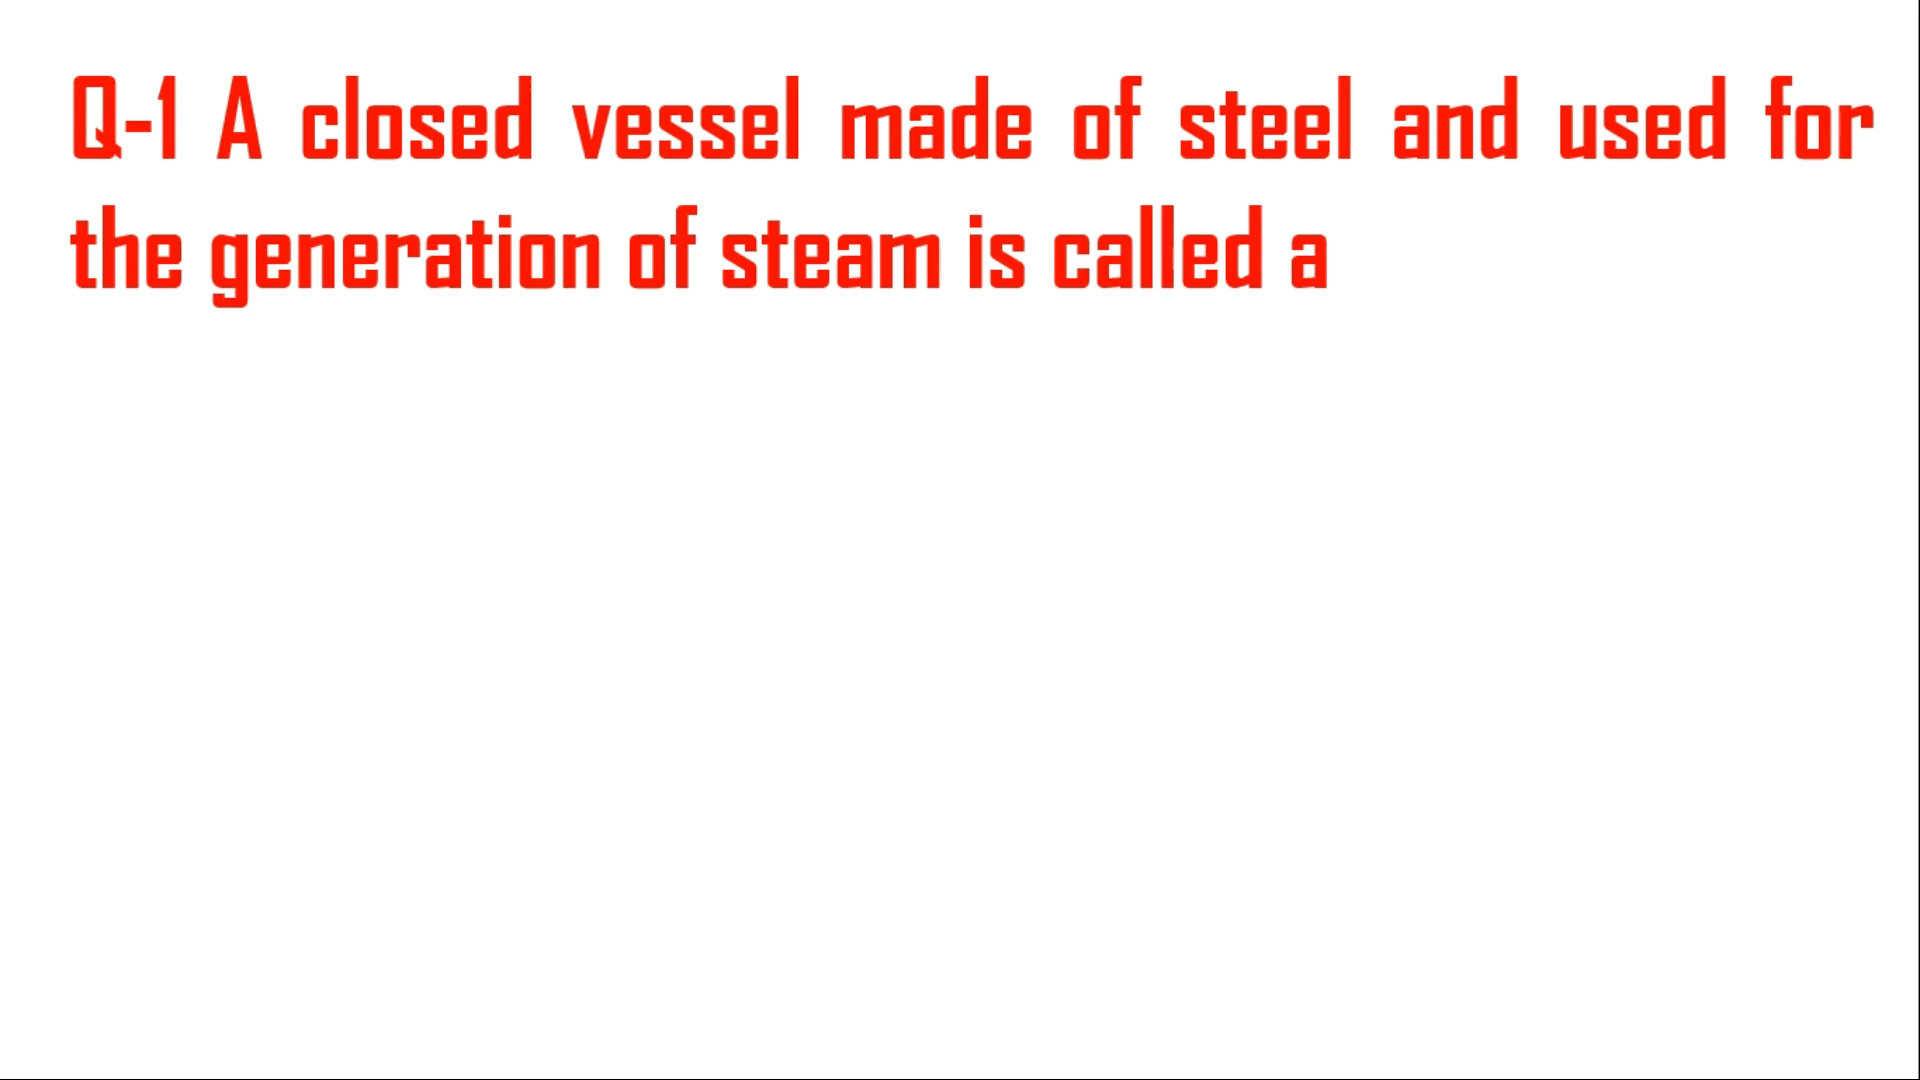 Q-1 A closed vessel made of steel and used for
the generation of steam is called a